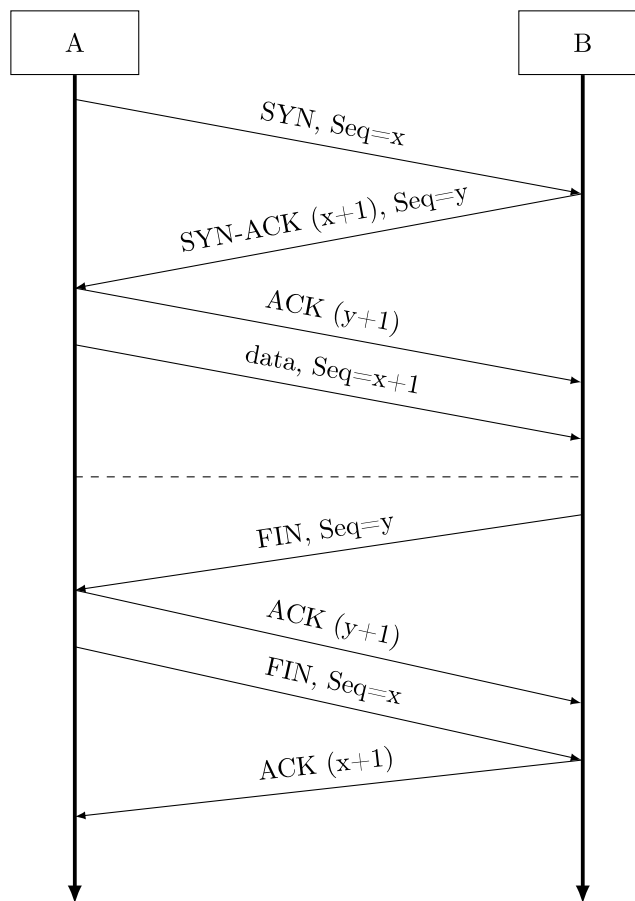 A
B
SYN, Seq=x
SYN-ACK (x+1), Seq=y
ACK (y+1)
data, Seq=x+1
FIN, Seq=y
ACK (y+1)
FIN, Seq=x
ACK (x+1)